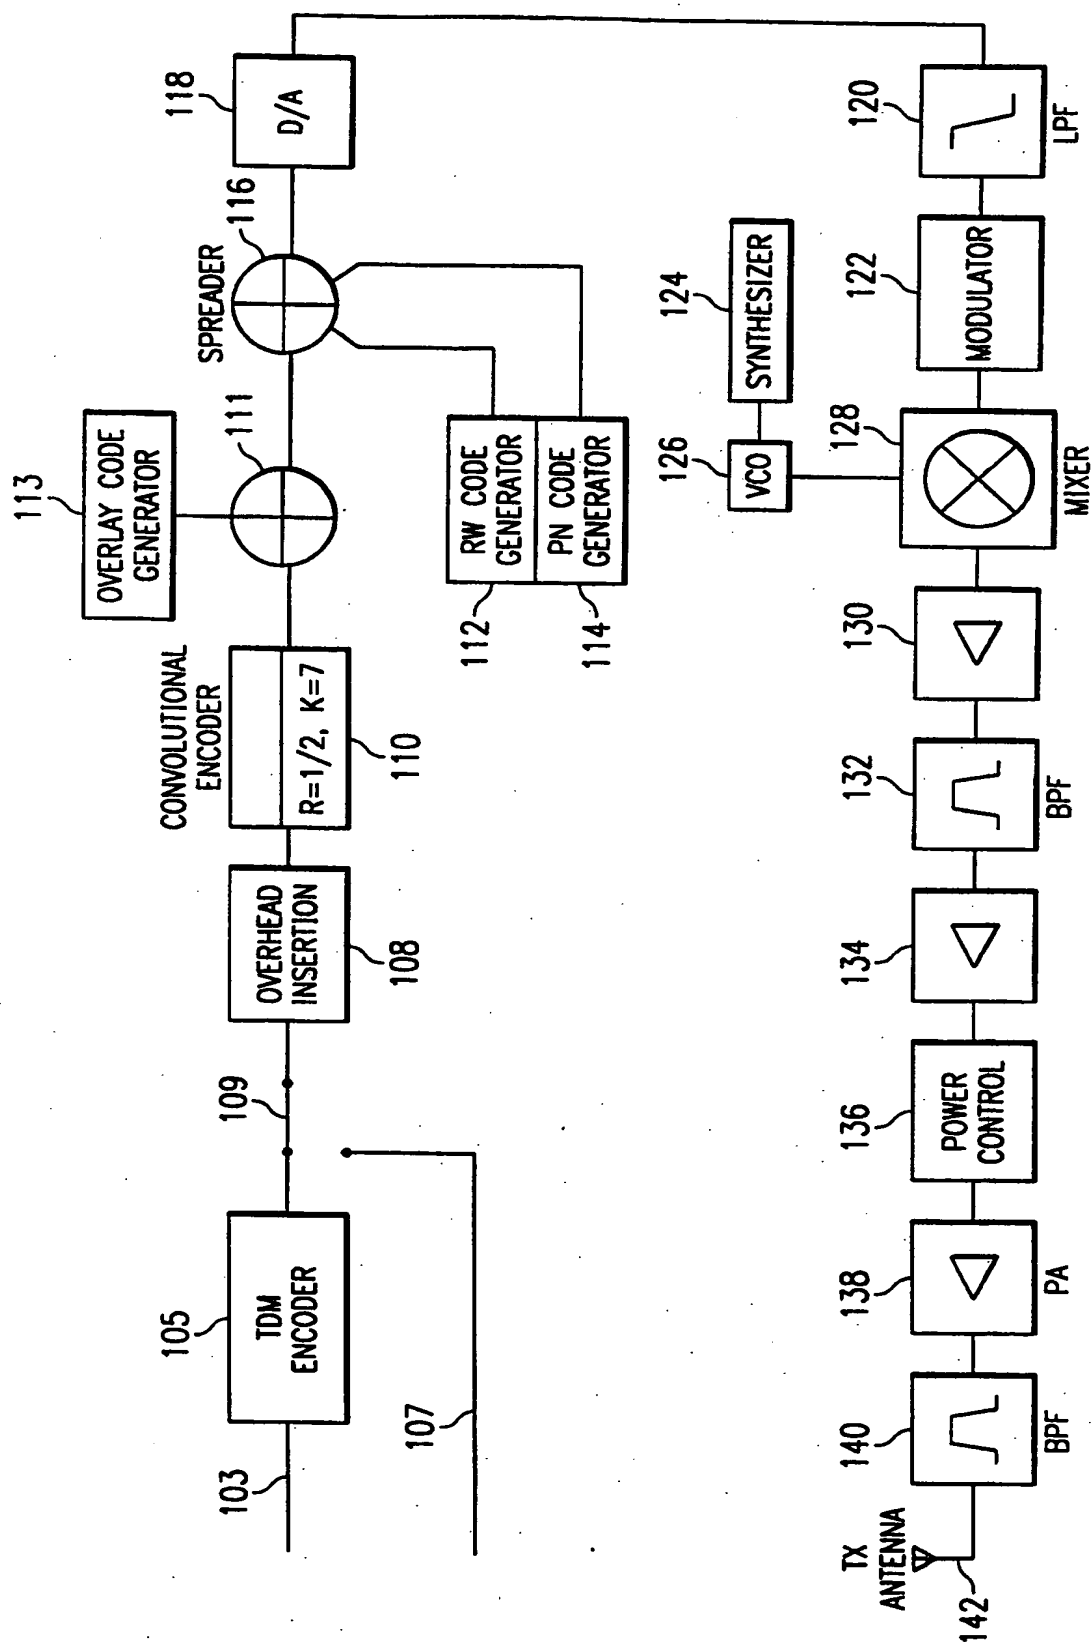 103
105
TDM
ENCODER
107
109
OVERHEAD
INSERTION
108
CONVOLUTIONAL
ENCODER
R=1/2, K=7
110
113
OVERLAY CODE
GENERATOR
111
SPREADER
116
118
D/A
RW CODE
GENERATOR
112
PN CODE
GENERATOR
114
TX
ANTENNA
142
140
BPF
138
PA
136
POWER
CONTROL
134
132
BPF
130
128
MIXER
126
VCO
124
SYNTHESIZER
122
MODULATOR
120
LPF